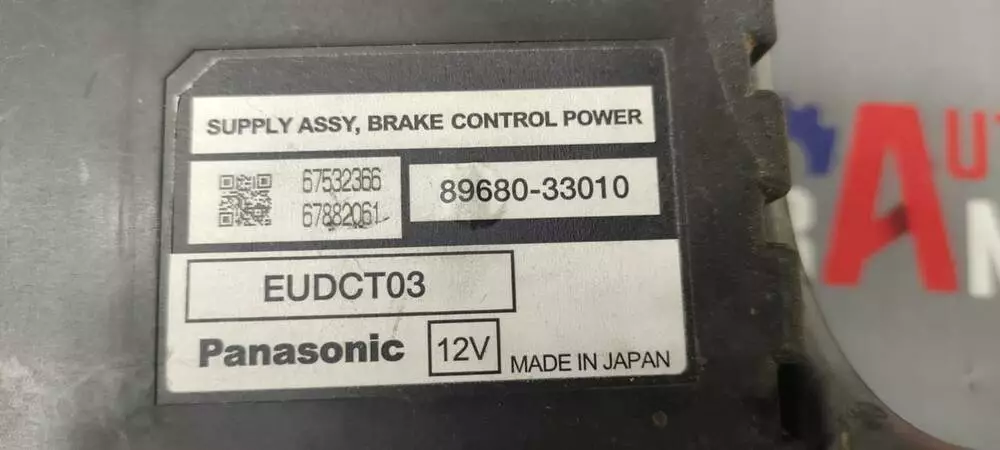 SUPPLY ASSY, BRAKE CONTROL POWER
67532366
67882061
89680-33010
EUDCT03
Panasonic
12V
MADE IN JAPAN